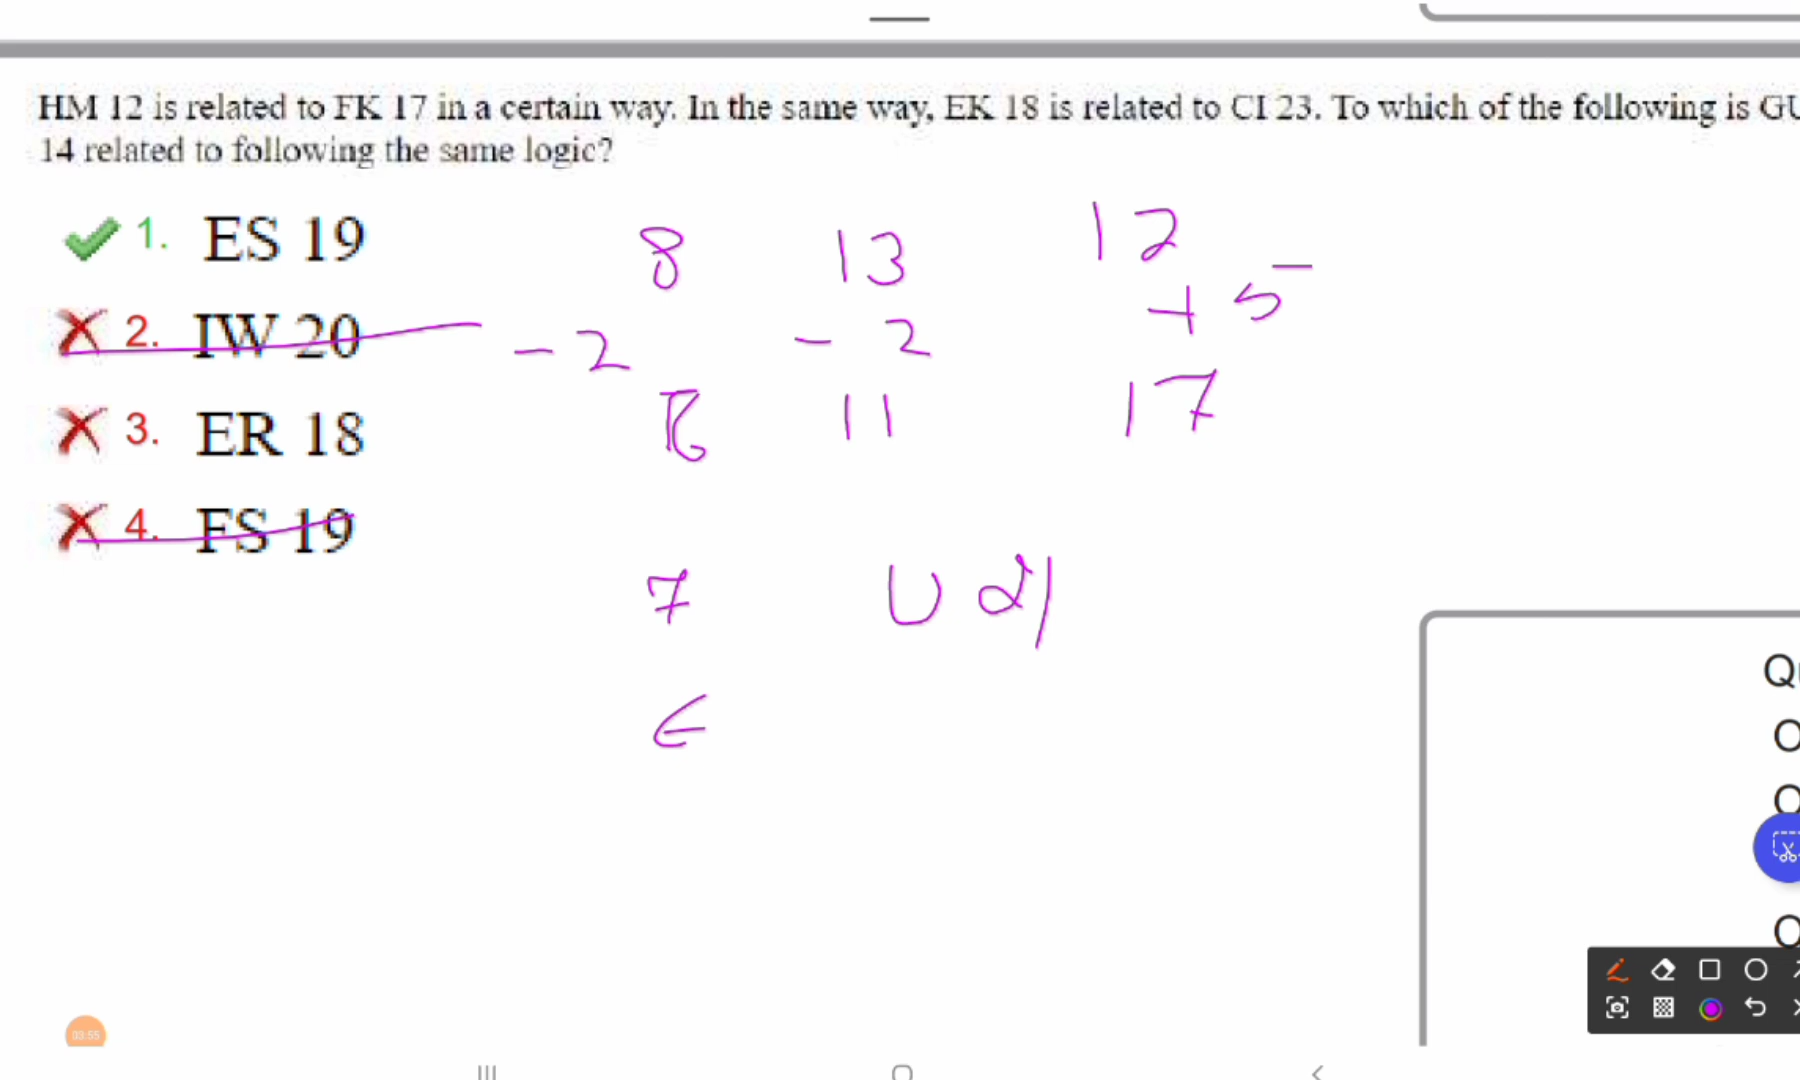 HM 12 is related to FK 17 in a certain way. In the same way, EK 18 is related to CI 23. To which of the following is GU
14 related to following the same logic?
1. ES 19
2. IW 20
3. ER 18
4. FS 19
8 13 12
- 2 - 2 + 5
6 11 17
7 U 21
E
Q
O
O
O
03:55